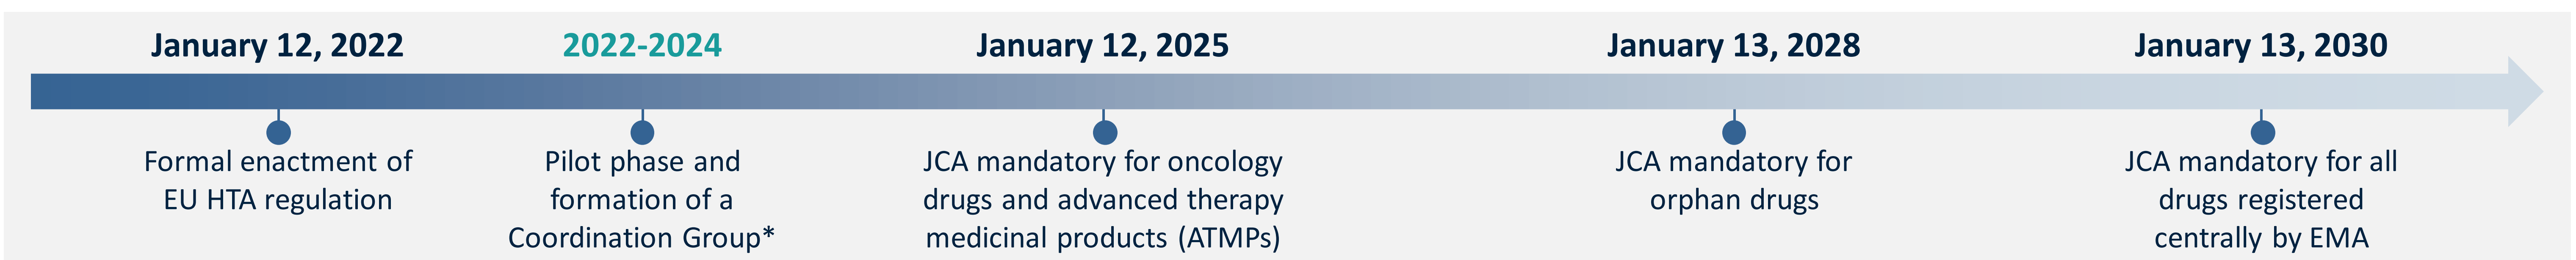 January 12, 2022
Formal enactment of
EU HTA regulation
2022-2024
Pilot phase and
formation of a
Coordination Group*
January 12, 2025
JCA mandatory for oncology
drugs and advanced therapy
medicinal products (ATMPs)
January 13, 2028
JCA mandatory for
orphan drugs
January 13, 2030
JCA mandatory for all
drugs registered
centrally by EMA